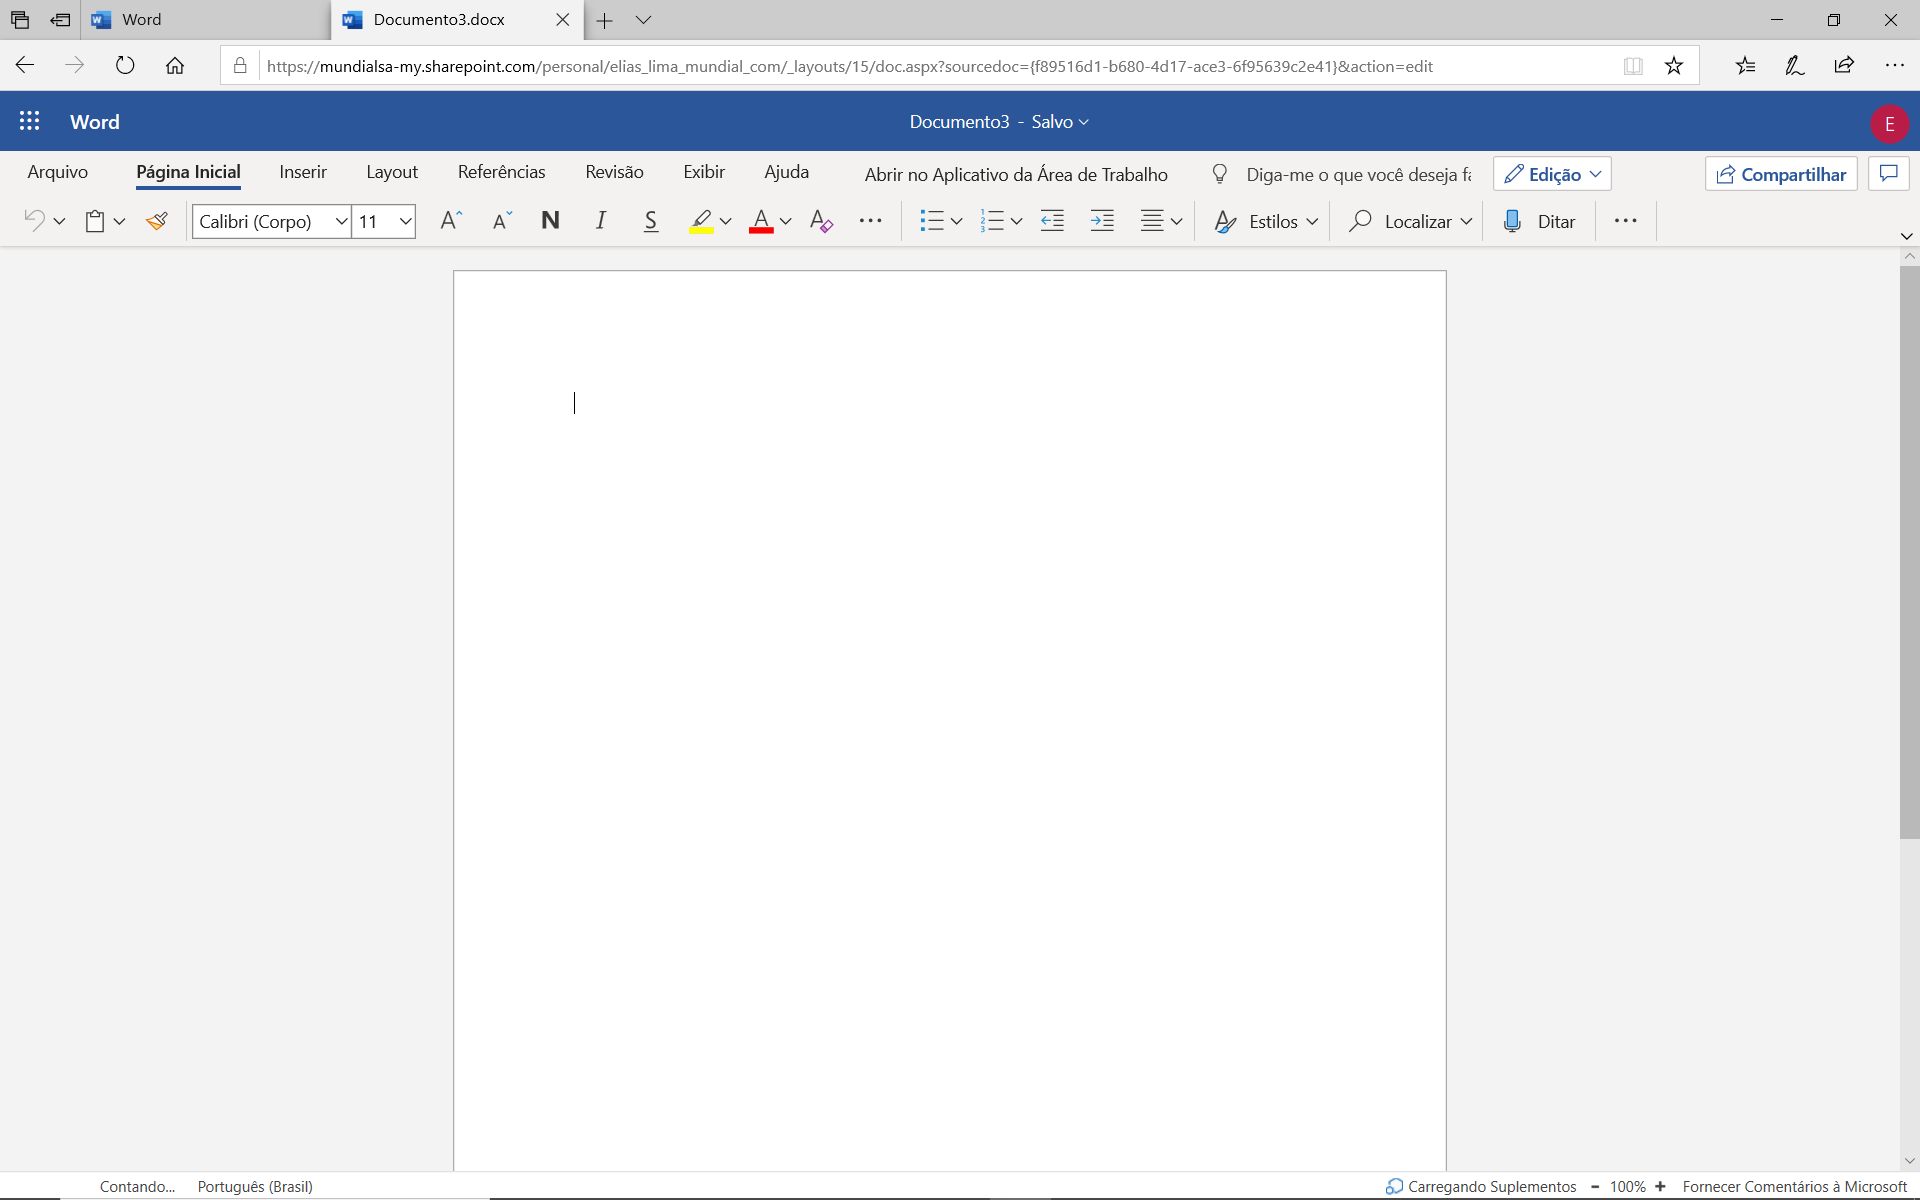 Word
Documento3.docx
https://mundialsa-my.sharepoint.com/personal/elias_lima_mundial_com/_layouts/15/doc.aspx?sourcedoc={f89516d1-b680-4d17-ace3-6f95639c2e41}&action=edit
Word
Documento3 - Salvo
E
Arquivo Página Inicial Inserir Layout Referências Revisão Exibir Ajuda Abrir no Aplicativo da Área de Trabalho Diga-me o que você deseja fa Edição Compartilhar
Calibri (Corpo) 11 N I S Estilos Localizar Ditar
Contando... Português (Brasil) Carregando Suplementos - 100% + Fornecer Comentários à Microsoft